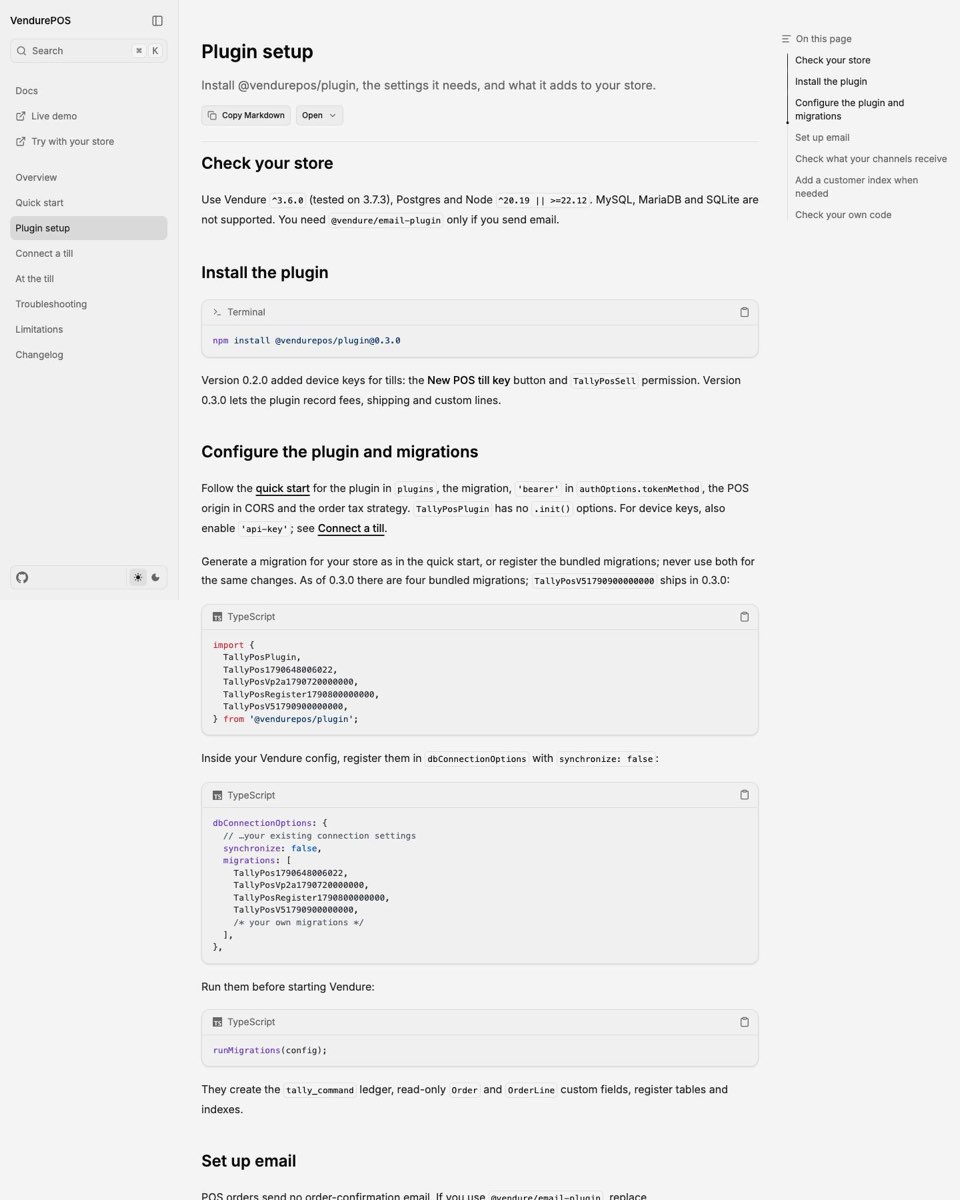 VendurePOS
Search ⌘ K
Docs
Live demo
Try with your store
Overview
Quick start
Plugin setup
Connect a till
At the till
Troubleshooting
Limitations
Changelog
Plugin setup
Install @vendurepos/plugin, the settings it needs, and what it adds to your store.
Copy Markdown
Open
Check your store
Use Vendure ^3.6.0 (tested on 3.7.3), Postgres and Node ^20.19 || >=22.12. MySQL, MariaDB and SQLite are
not supported. You need @vendure/email-plugin only if you send email.
Install the plugin
Terminal
npm install @vendurepos/plugin@0.3.0
Version 0.2.0 added device keys for tills: the New POS till key button and TallyPosSell permission. Version
0.3.0 lets the plugin record fees, shipping and custom lines.
Configure the plugin and migrations
Follow the quick start for the plugin in plugins, the migration, 'bearer' in authOptions.tokenMethod, the POS
origin in CORS and the order tax strategy. TallyPosPlugin has no .init() options. For device keys, also
enable 'api-key'; see Connect a till.
Generate a migration for your store as in the quick start, or register the bundled migrations; never use both for
the same changes. As of 0.3.0 there are four bundled migrations; TallyPosV51790900000000 ships in 0.3.0:
TypeScript
import {
  TallyPosPlugin,
  TallyPos1790648006022,
  TallyPosVp2a1790720000000,
  TallyPosRegister1790800000000,
  TallyPosV51790900000000,
} from '@vendurepos/plugin';
Inside your Vendure config, register them in dbConnectionOptions with synchronize: false:
TypeScript
dbConnectionOptions: {
  // …your existing connection settings
  synchronize: false,
  migrations: [
    TallyPos1790648006022,
    TallyPosVp2a1790720000000,
    TallyPosRegister1790800000000,
    TallyPosV51790900000000,
    /* your own migrations */
  ],
},
Run them before starting Vendure:
TypeScript
runMigrations(config);
They create the tally_command ledger, read-only Order and OrderLine custom fields, register tables and
indexes.
Set up email
POS orders send no order-confirmation email. If you use @vendure/email-plugin, replace
On this page
Check your store
Install the plugin
Configure the plugin and
migrations
Set up email
Check what your channels receive
Add a customer index when
needed
Check your own code